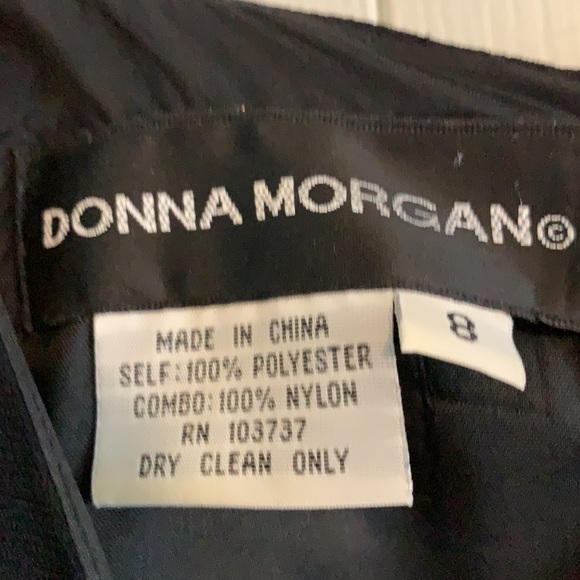 DONNA MORGAN©
8
MADE IN CHINA
SELF:100% POLYESTER
COMBO:100% NYLON
RN 103737
DRY CLEAN ONLY